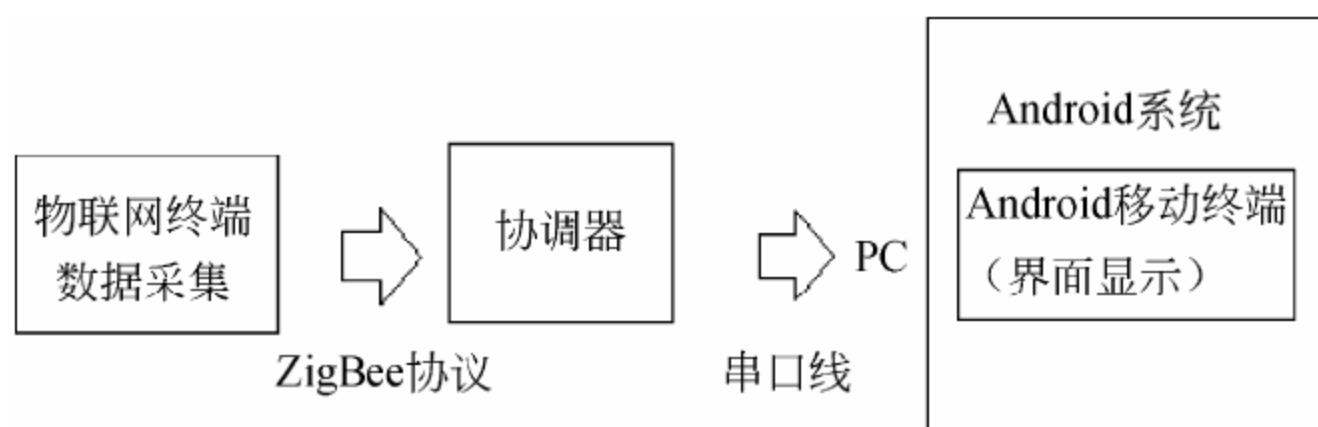 物联网终端
数据采集
ZigBee协议
协调器
串口线
PC
Android系统
Android移动终端
（界面显示）